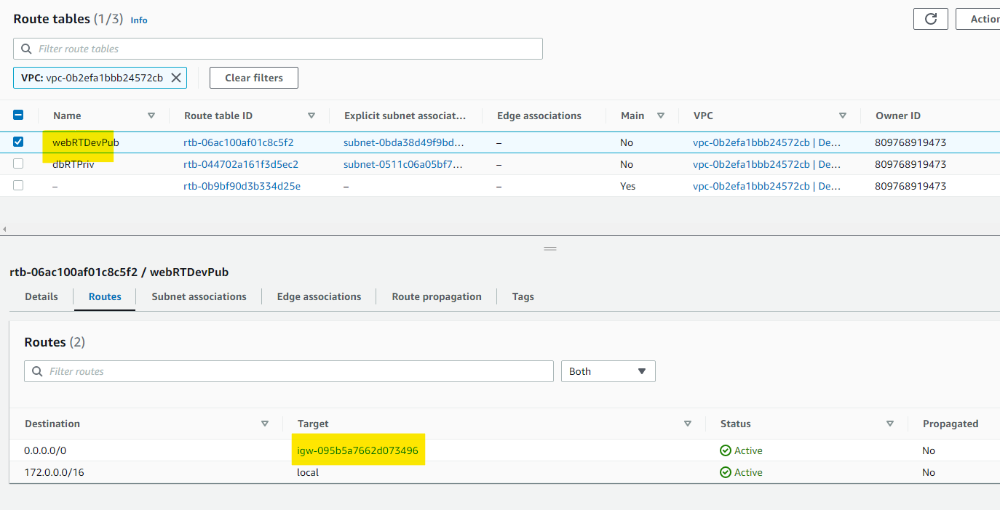 Route tables (1/3) Info
Action
Filter route tables
VPC: vpc-0b2efa1bbb24572cb Clear filters
Name Route table ID Explicit subnet associat... Edge associations Main VPC Owner ID
webRTDevPub rtb-06ac100af01c8c5f2 subnet-0bda38d49f9bd... – No vpc-0b2efa1bbb24572cb | De... 809768919473
dbRTPriv rtb-044702a161f3d5ec2 subnet-0511c06a05bf7... – No vpc-0b2efa1bbb24572cb | De... 809768919473
– rtb-0b9bf90d3b334d25e – – Yes vpc-0b2efa1bbb24572cb | De... 809768919473
rtb-06ac100af01c8c5f2 / webRTDevPub
Details Routes Subnet associations Edge associations Route propagation Tags
Routes (2)
Filter routes Both
Destination Target Status Propagated
0.0.0.0/0 igw-095b5a7662d073496 Active No
172.0.0.0/16 local Active No